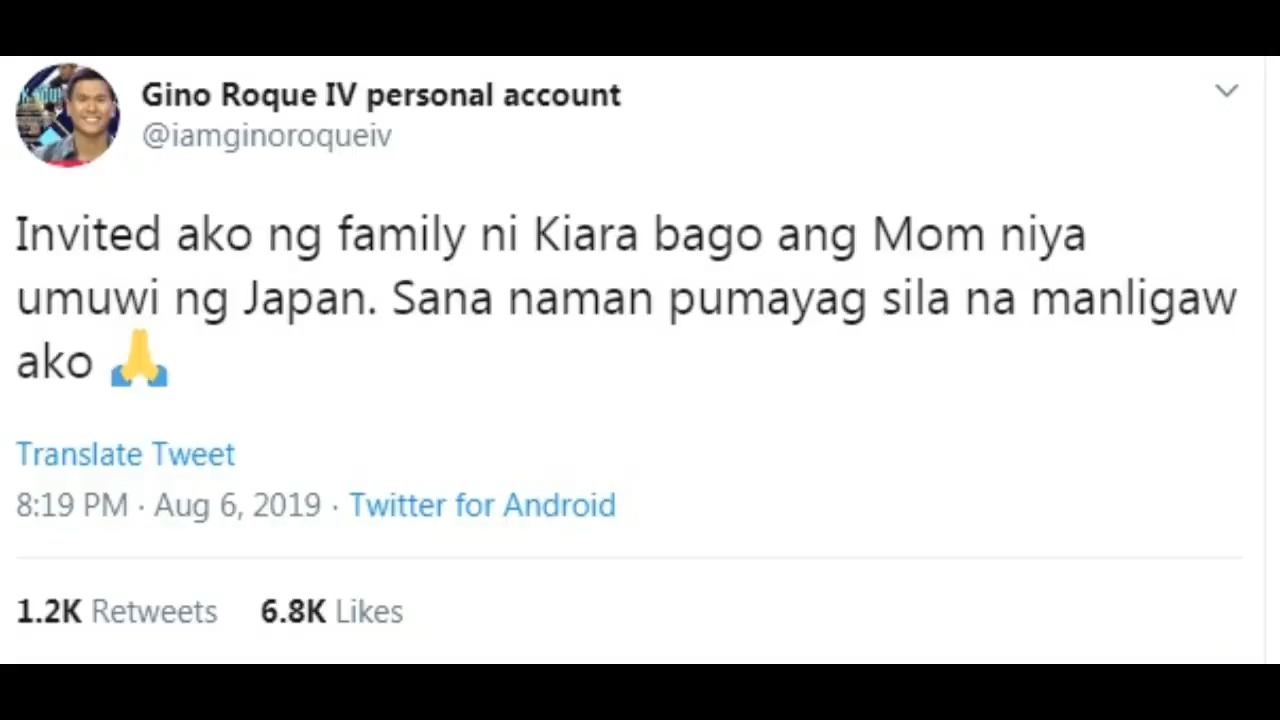 Gino Roque IV personal account
@iamginoroqueiv
Invited ako ng family ni Kiara bago ang Mom niya
umuwi ng Japan. Sana naman pumayag sila na manligaw
ako 🙏
Translate Tweet
8:19 PM · Aug 6, 2019 · Twitter for Android
1.2K Retweets 6.8K Likes